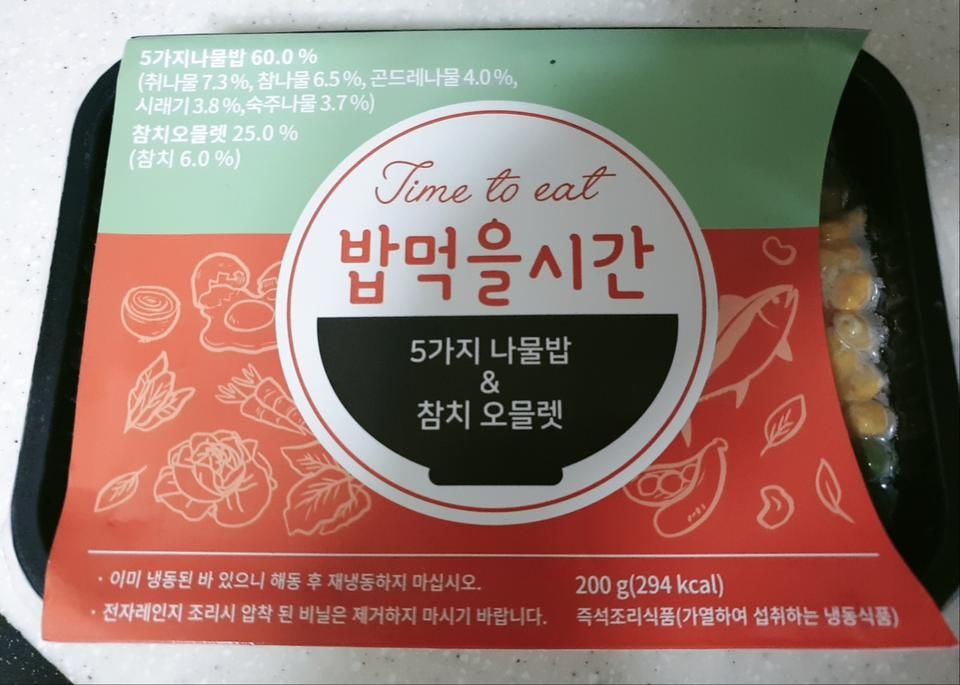 5가지나물밥 60.0 %
(취나물 7.3 %, 참나물 6.5 %, 곤드레나물 4.0 %,
시래기 3.8 %,숙주나물 3.7 %)
참치오믈렛 25.0 %
(참치 6.0 %)
Time to eat
밥먹을시간
5가지 나물밥
&
참치 오믈렛
· 이미 냉동된 바 있으니 해동 후 재냉동하지 마십시오.
· 전자레인지 조리시 압착 된 비닐은 제거하지 마시기 바랍니다.
200 g(294 kcal)
즉석조리식품(가열하여 섭취하는 냉동식품)